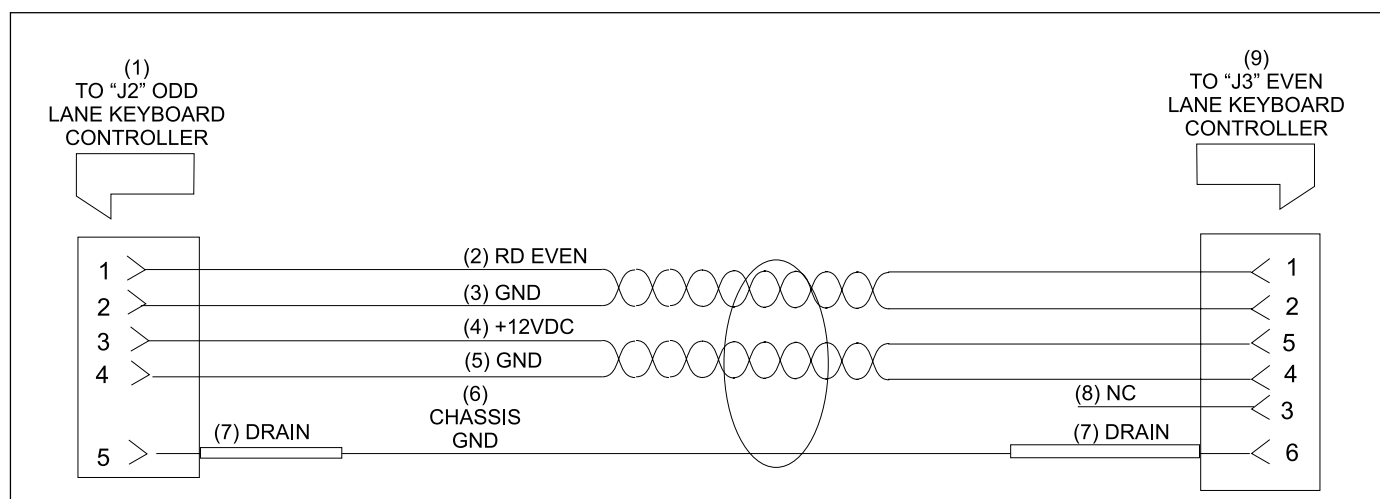 (1)
TO “J2” ODD
LANE KEYBOARD
CONTROLLER
(9)
TO “J3” EVEN
LANE KEYBOARD
CONTROLLER
1
(2) RD EVEN
1
2
(3) GND
2
3
(4) +12VDC
5
4
(5) GND
4
(6)
CHASSIS
GND
(8) NC
3
5
(7) DRAIN
(7) DRAIN
6